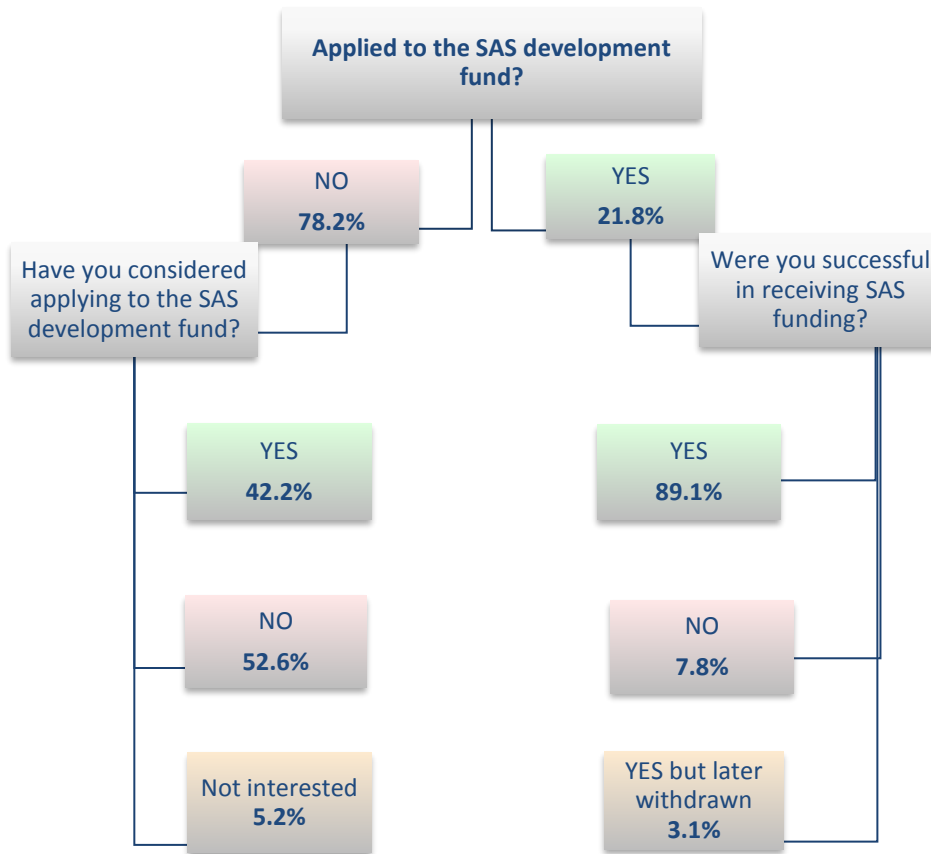 Applied to the SAS development
fund?
NO
78.2%
YES
21.8%
Have you considered
applying to the SAS
development fund?
Were you successful
in receiving SAS
funding?
YES
42.2%
YES
89.1%
NO
52.6%
NO
7.8%
Not interested
5.2%
YES but later
withdrawn
3.1%